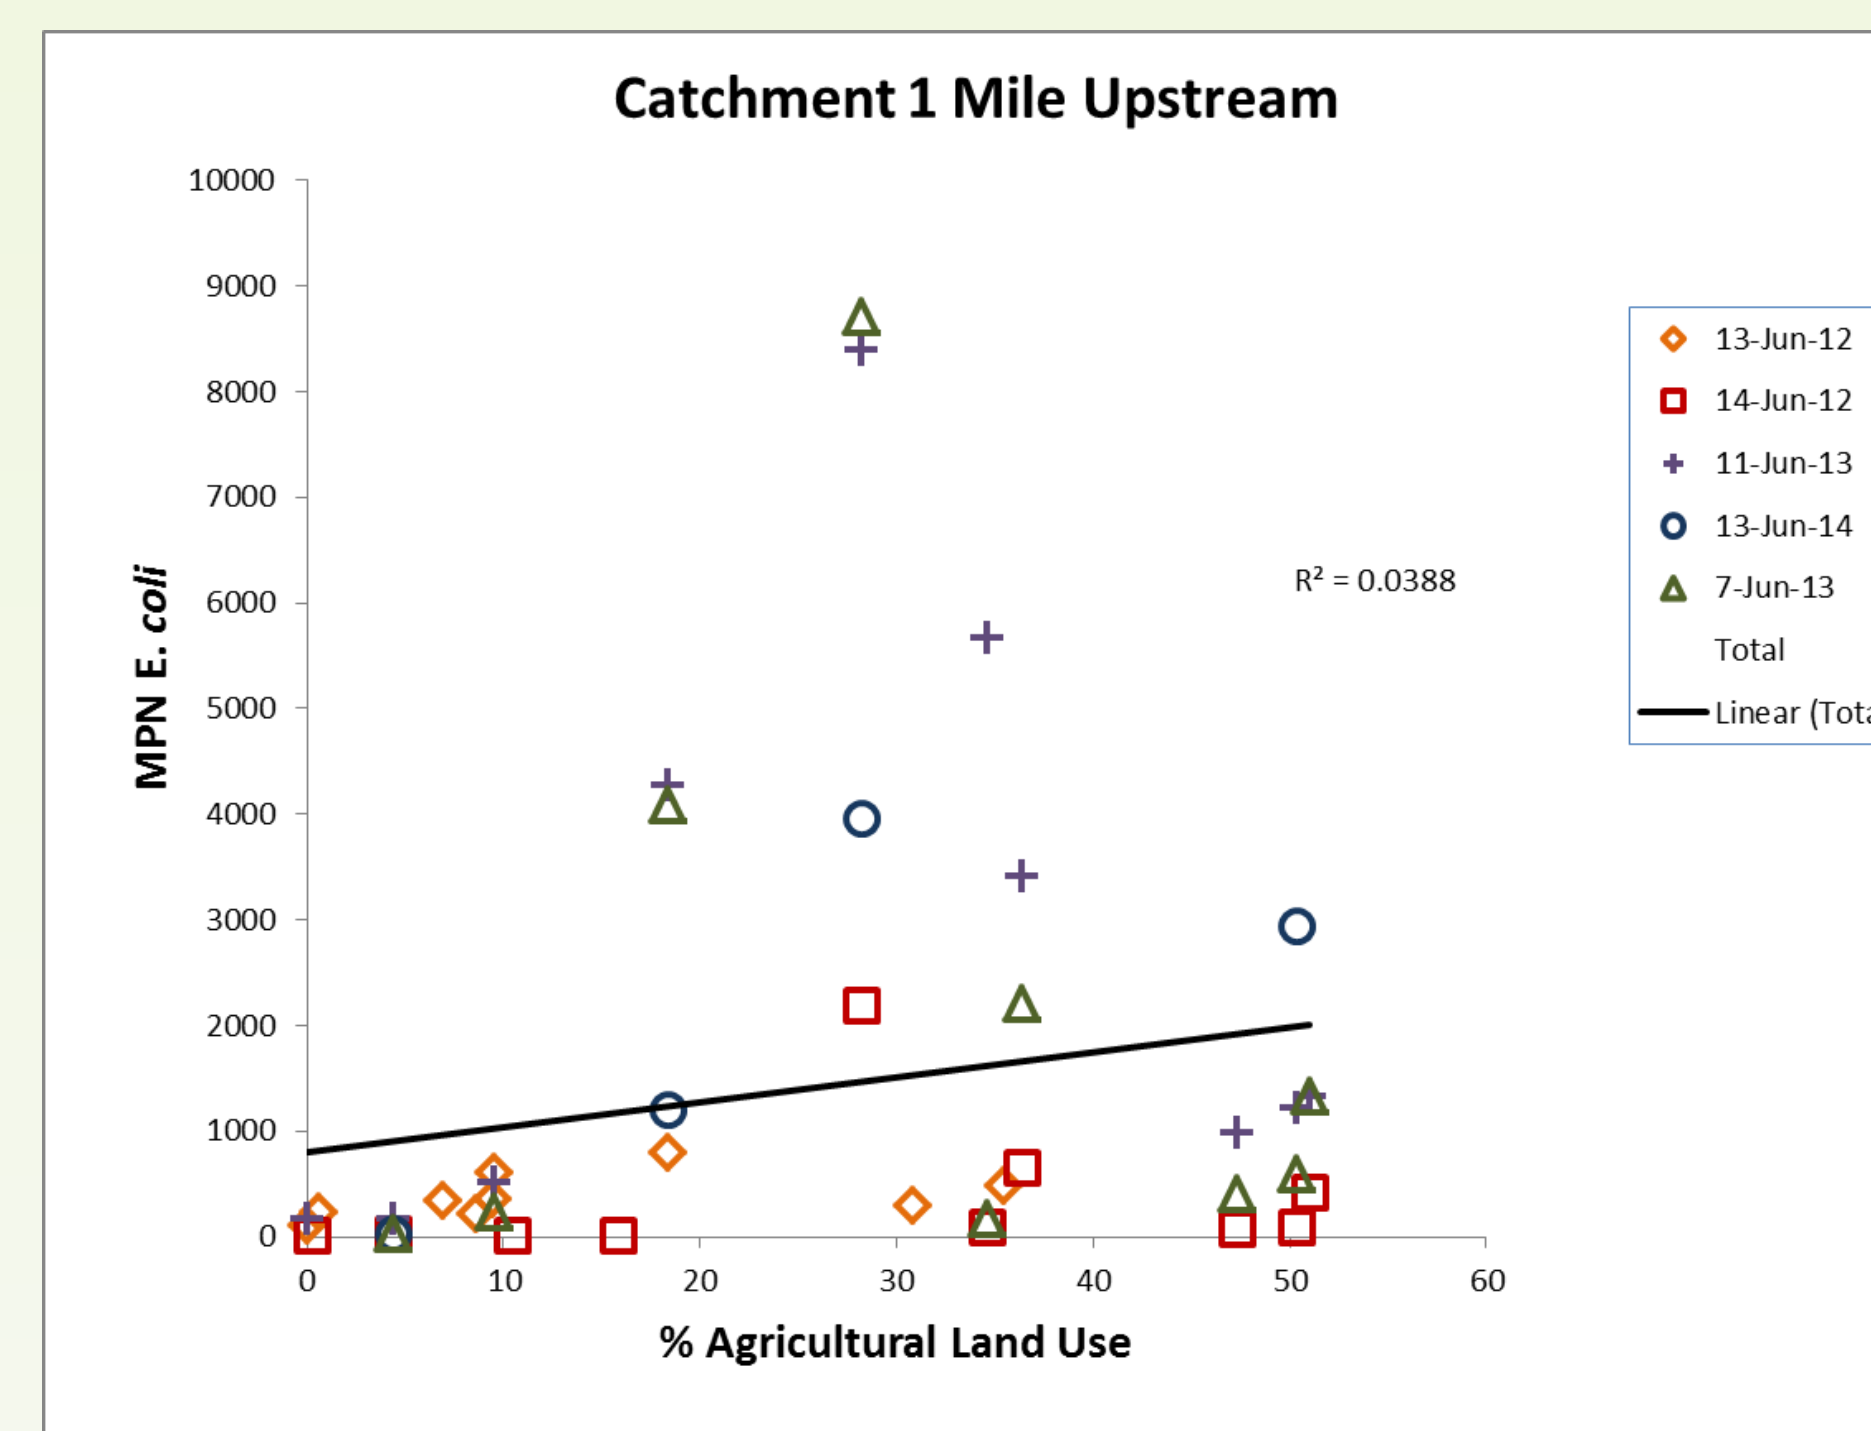 Catchment 1 Mile Upstream
10000
9000
8000
7000
6000
5000
4000
3000
2000
1000
0
MPN E. coli
0 10 20 30 40 50 60
% Agricultural Land Use
R² = 0.0388
13-Jun-12
14-Jun-12
11-Jun-13
13-Jun-14
7-Jun-13
Total
Linear (Tota